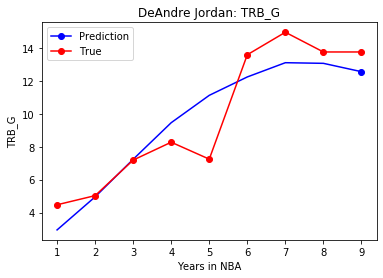 DeAndre Jordan: TRB_G
Prediction
True
14
12
10
8
6
4
TRB_G
1 2 3 4 5 6 7 8 9
Years in NBA